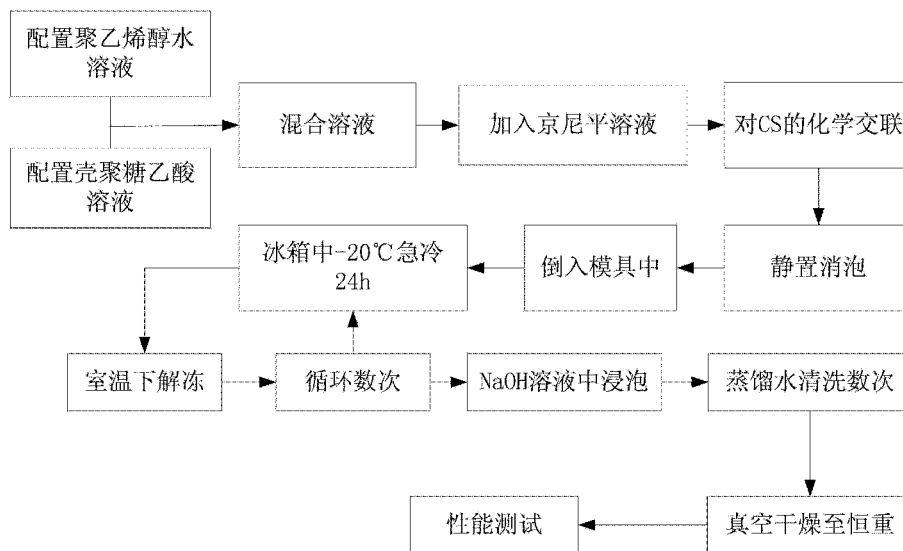 配置聚乙烯醇水
溶液
配置壳聚糖乙酸
溶液
混合溶液
加入京尼平溶液
对CS的化学交联
静置消泡
倒入模具中
冰箱中-20℃急冷
24h
室温下解冻
循环数次
NaOH溶液中浸泡
蒸馏水清洗数次
真空干燥至恒重
性能测试